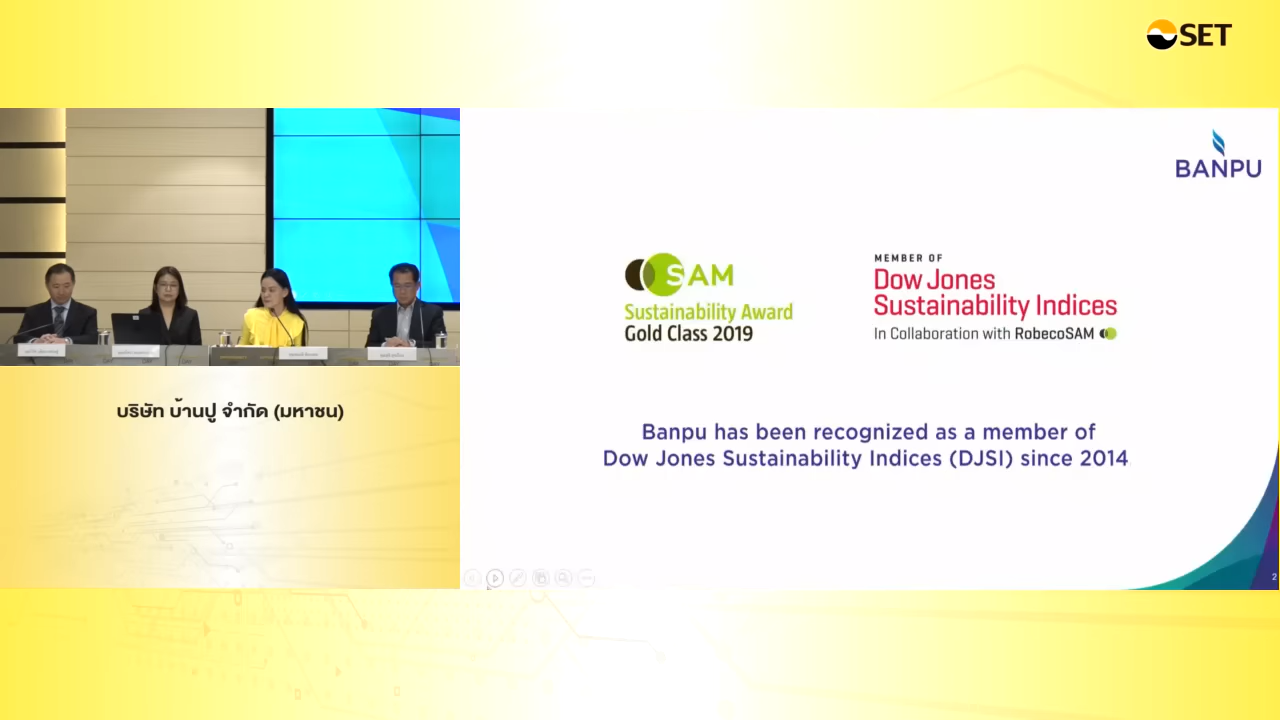 SET
BANPU
SAM
Sustainability Award
Gold Class 2019
MEMBER OF
Dow Jones
Sustainability Indices
In Collaboration with RobecoSAM
Banpu has been recognized as a member of
Dow Jones Sustainability Indices (DJSI) since 2014
2
บริษัท บ้านปู จำกัด (มหาชน)